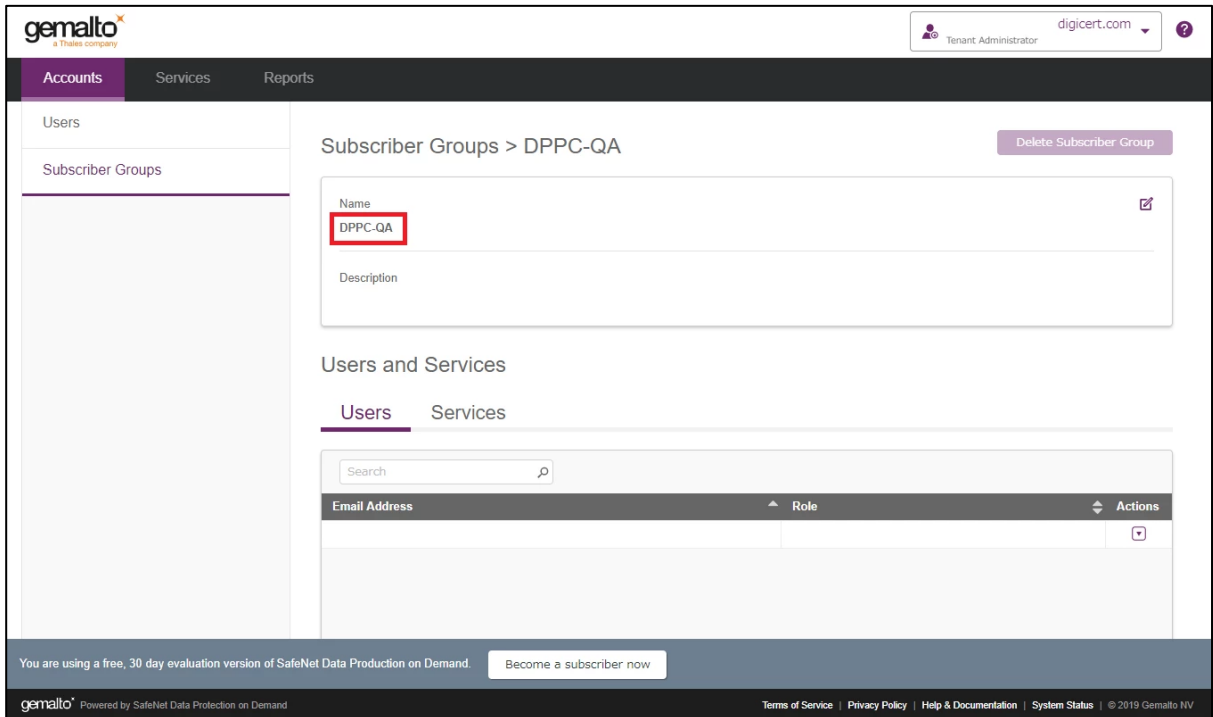 gemalto
a Thales company
digicert.com
Tenant Administrator
?
Accounts Services Reports
Users
Subscriber Groups
Subscriber Groups > DPPC-QA
Delete Subscriber Group
Name
DPPC-QA
Description
Users and Services
Users Services
Search
Email Address Role Actions
You are using a free, 30 day evaluation version of SafeNet Data Production on Demand. Become a subscriber now
gemalto Powered by SafeNet Data Protection on Demand Terms of Service | Privacy Policy | Help & Documentation | System Status | © 2019 Gemalto NV